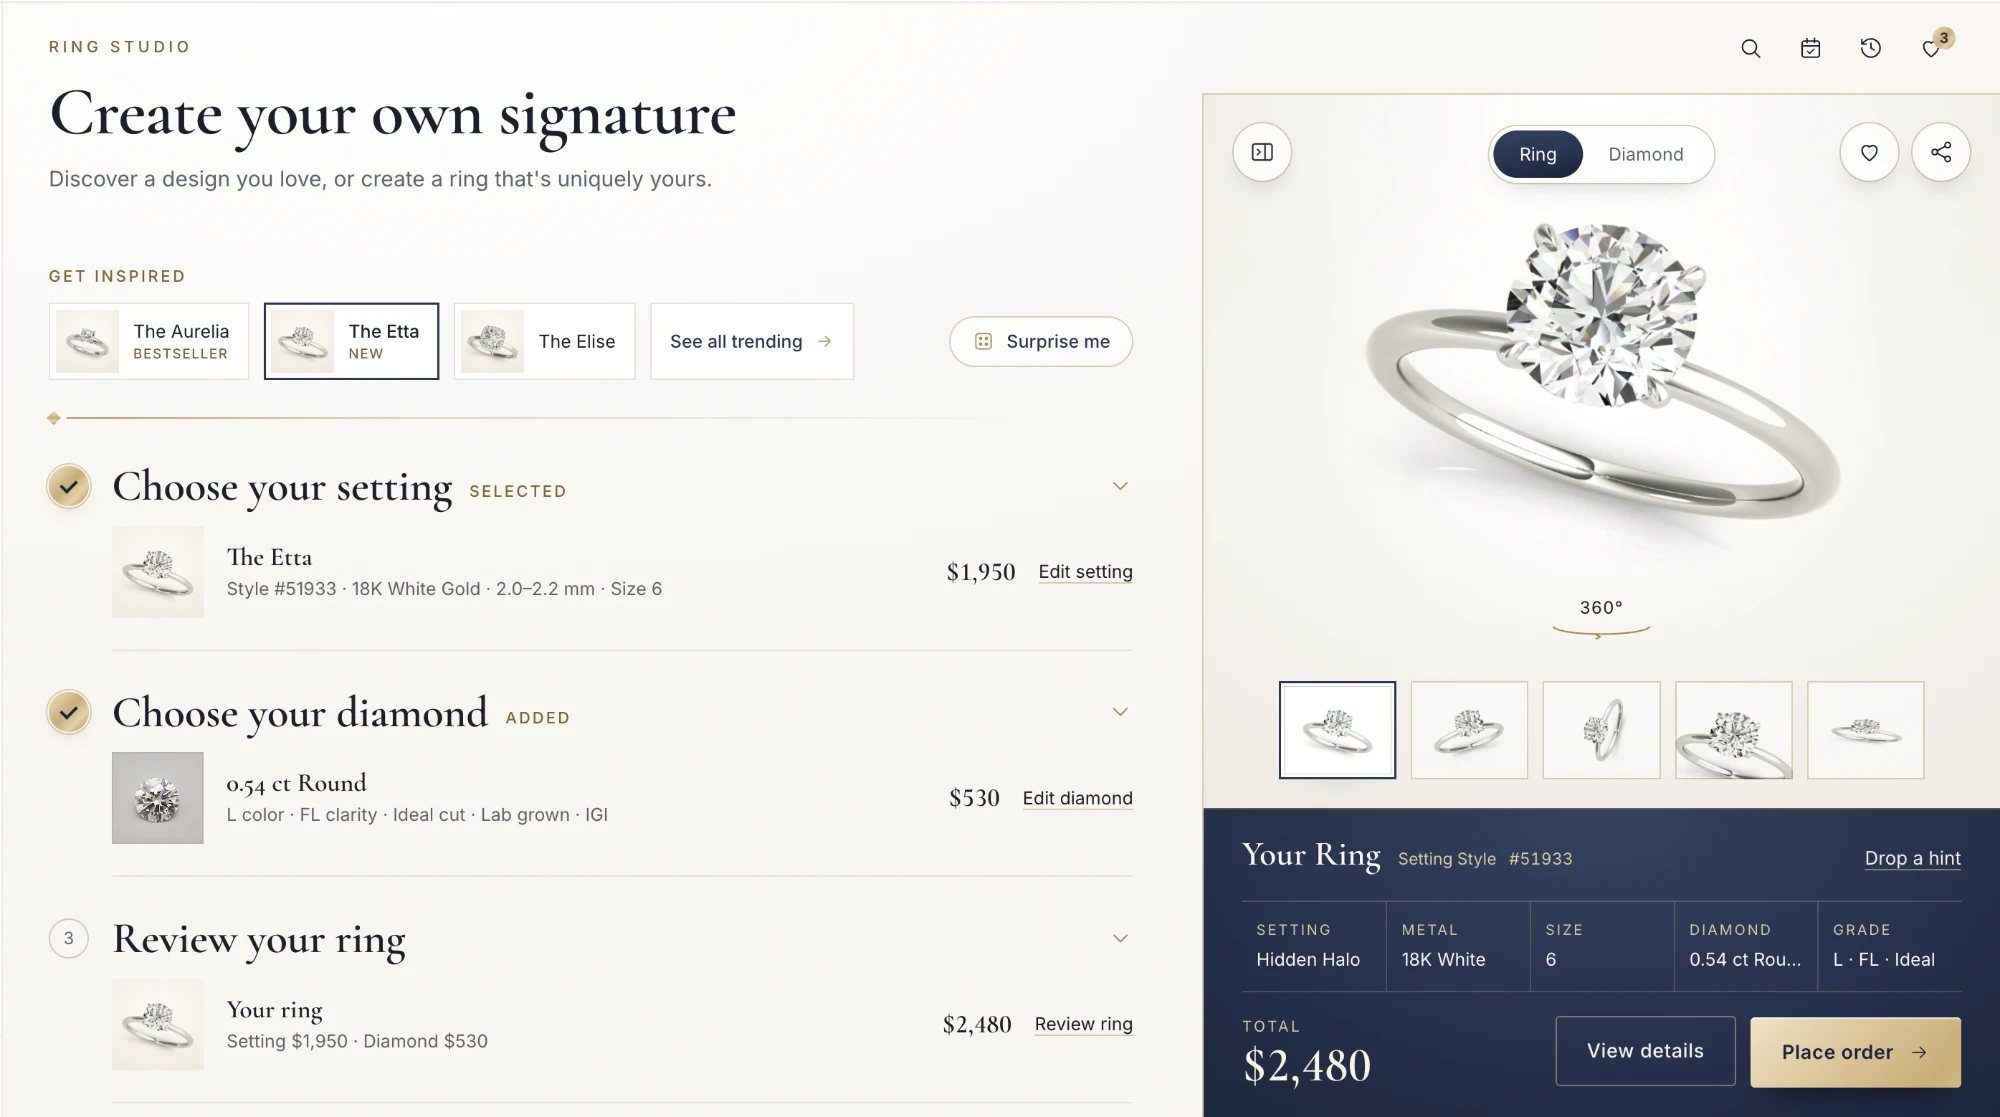 RING STUDIO
3
Create your own signature
Discover a design you love, or create a ring that's uniquely yours.
GET INSPIRED
The Aurelia
BESTSELLER
The Etta
NEW
The Elise
See all trending →
Surprise me
Choose your setting SELECTED
The Etta
Style #51933 · 18K White Gold · 2.0–2.2 mm · Size 6
$1,950 Edit setting
Choose your diamond ADDED
0.54 ct Round
L color · FL clarity · Ideal cut · Lab grown · IGI
$530 Edit diamond
3 Review your ring
Your ring
Setting $1,950 · Diamond $530
$2,480 Review ring
Ring Diamond
360°
Your Ring Setting Style #51933 Drop a hint
SETTING METAL SIZE DIAMOND GRADE
Hidden Halo 18K White 6 0.54 ct Rou... L · FL · Ideal
TOTAL
$2,480
View details Place order →